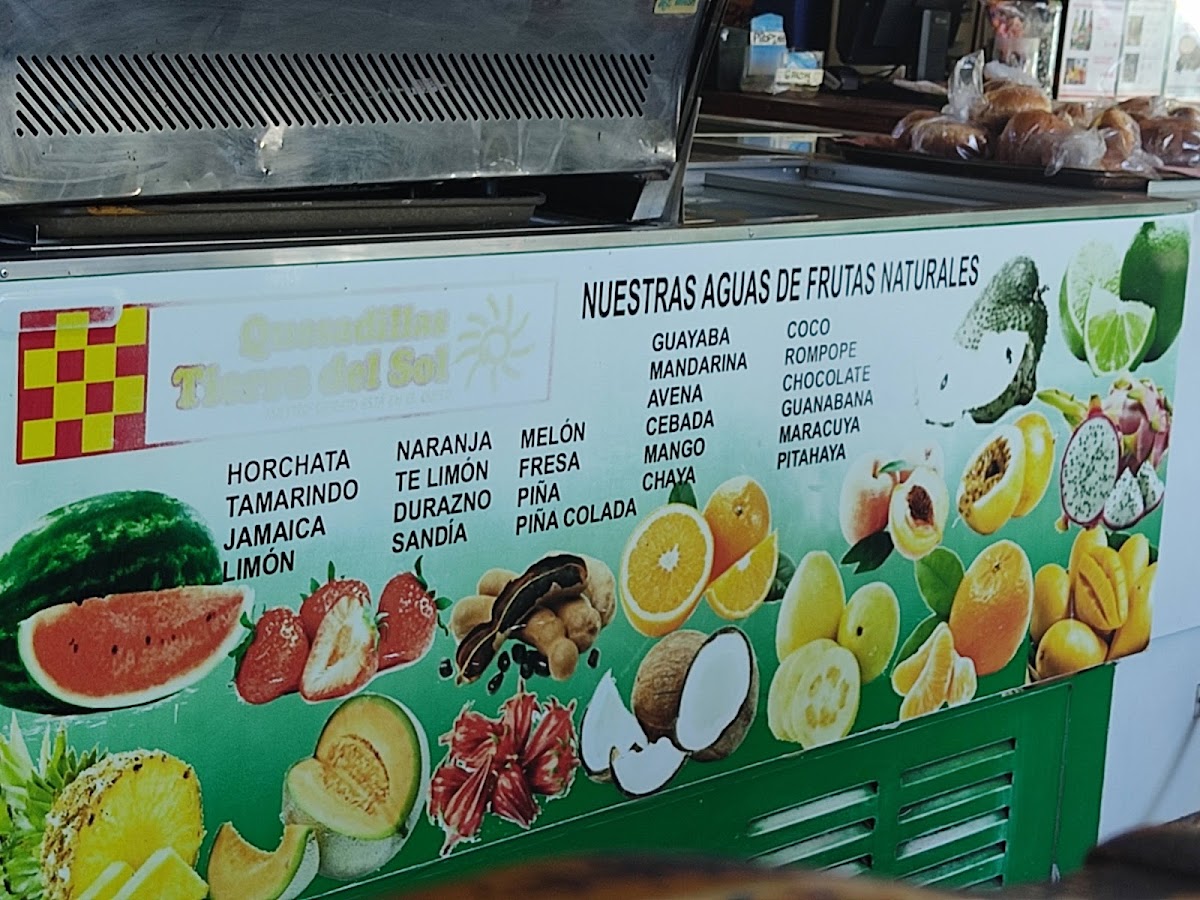 Quesadillas
Tierra del Sol
NUESTRAS AGUAS DE FRUTAS NATURALES
HORCHATA
TAMARINDO
JAMAICA
LIMÓN
NARANJA
TE LIMÓN
DURAZNO
SANDÍA
MELÓN
FRESA
PIÑA
PIÑA COLADA
GUAYABA
MANDARINA
AVENA
CEBADA
MANGO
CHAYA
COCO
ROMPOPE
CHOCOLATE
GUANABANA
MARACUYA
PITAHAYA